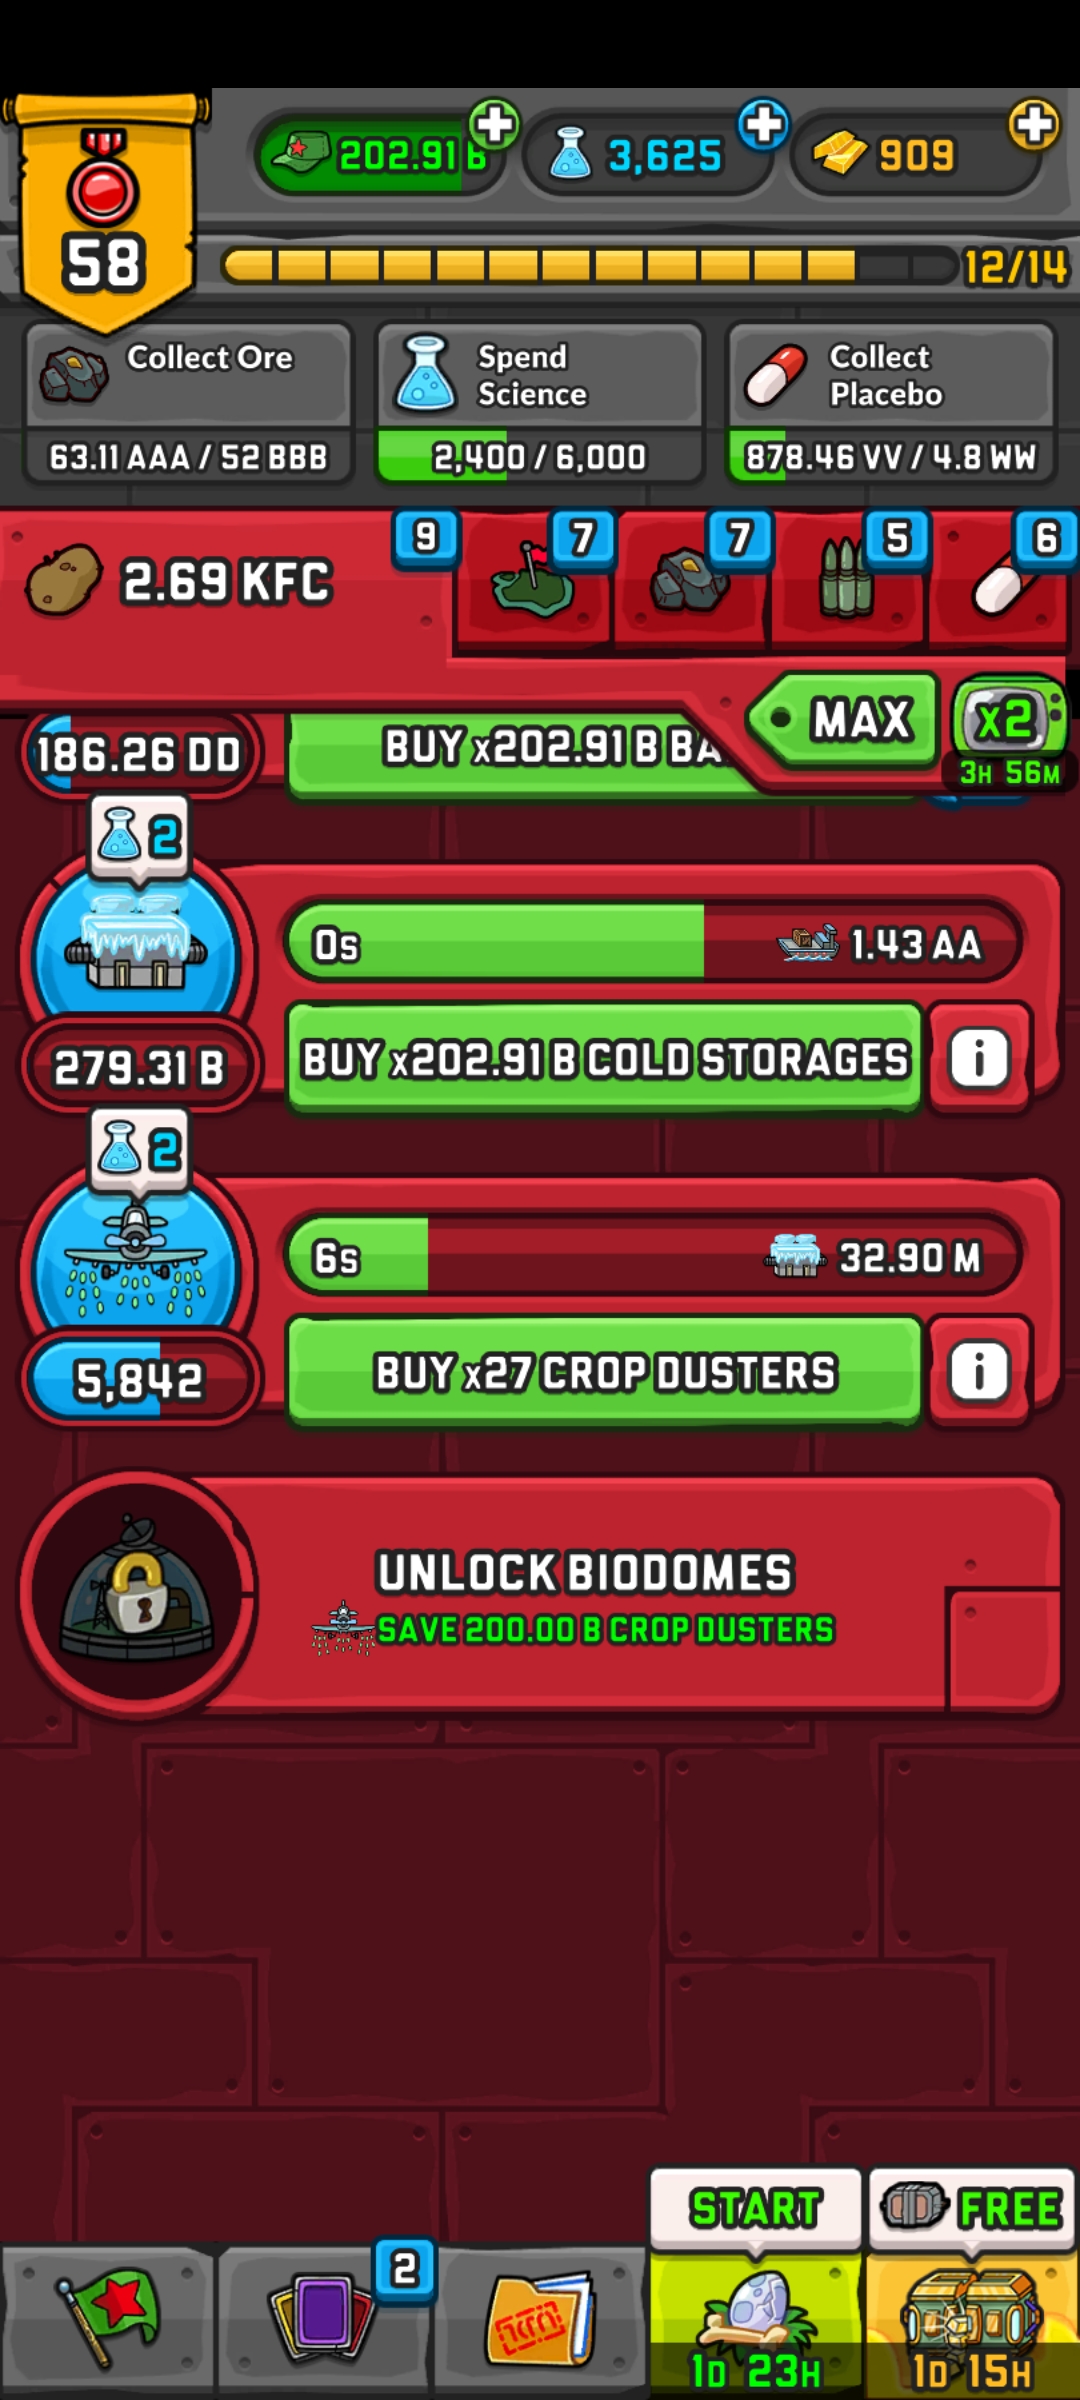 58
202.91 B
3,625
909
12/14
Collect Ore
63.11 AAA / 52 BBB
Spend
Science
2,400 / 6,000
Collect
Placebo
878.46 VV / 4.8 WW
2.69 KFC
9
7
7
5
6
MAX
x2
3H 56M
186.26 DD
BUY x202.91 B BA
2
0s
1.43 AA
279.31 B
BUY x202.91 B COLD STORAGES
i
2
6s
32.90 M
5,842
BUY x27 CROP DUSTERS
i
UNLOCK BIODOMES
SAVE 200.00 B CROP DUSTERS
START
FREE
2
1D 23H
1D 15H